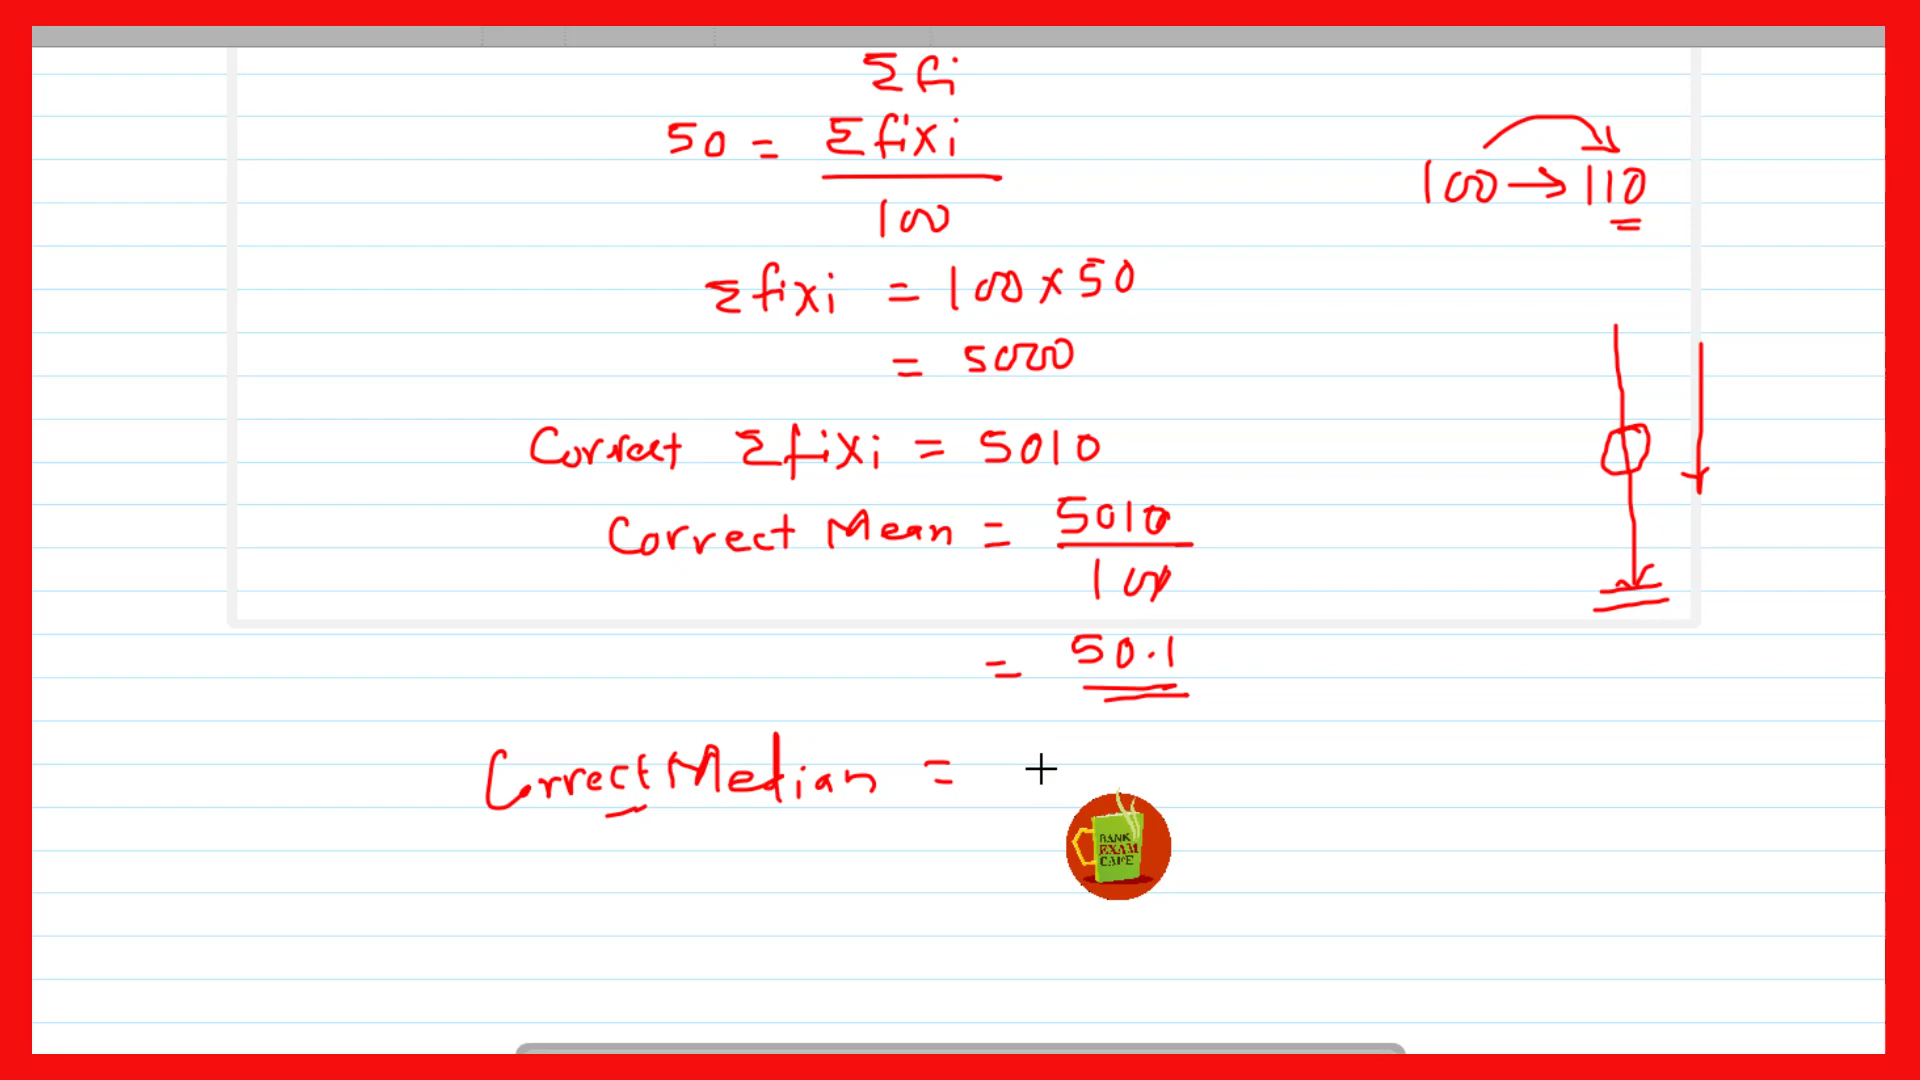 Σfi
50 = Σfixi
100
Σfixi = 100 × 50
= 5000
100 → 110
Correct Σfixi = 5010
Correct Mean = 5010
100
= 50.1
Correct Median =
BANK
EXAM
CAFE